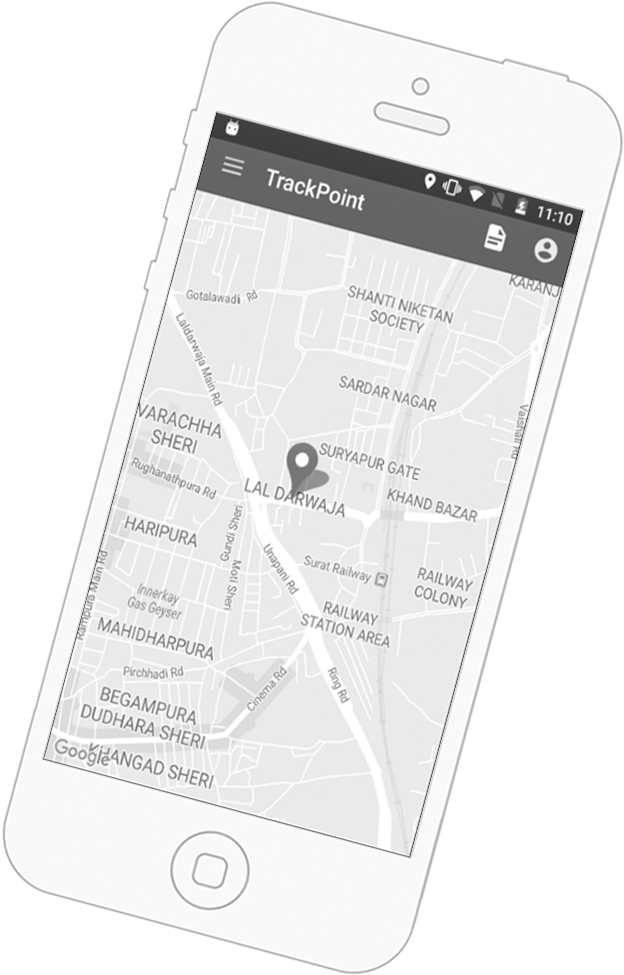 11:10
TrackPoint
KARANJ
Gotalawadi Rd
SHANTI NIKETAN
SOCIETY
Laldarwaja Main Rd
SARDAR NAGAR
Vaishali Rd
VARACHHA
SHERI
SURYAPUR GATE
Rughanathpura Rd
LAL DARWAJA
KHAND BAZAR
HARIPURA
Gundi Sheri
Moti Sheri
Unapani Rd
Surat Railway
RAILWAY
COLONY
Rampura Main Rd
Innerkay
Gas Geyser
RAILWAY
STATION AREA
MAHIDHARPURA
Pirchhadi Rd
Cinema Rd
Ring Rd
BEGAMPURA
DUDHARA SHERI
Google
KHANGAD SHERI